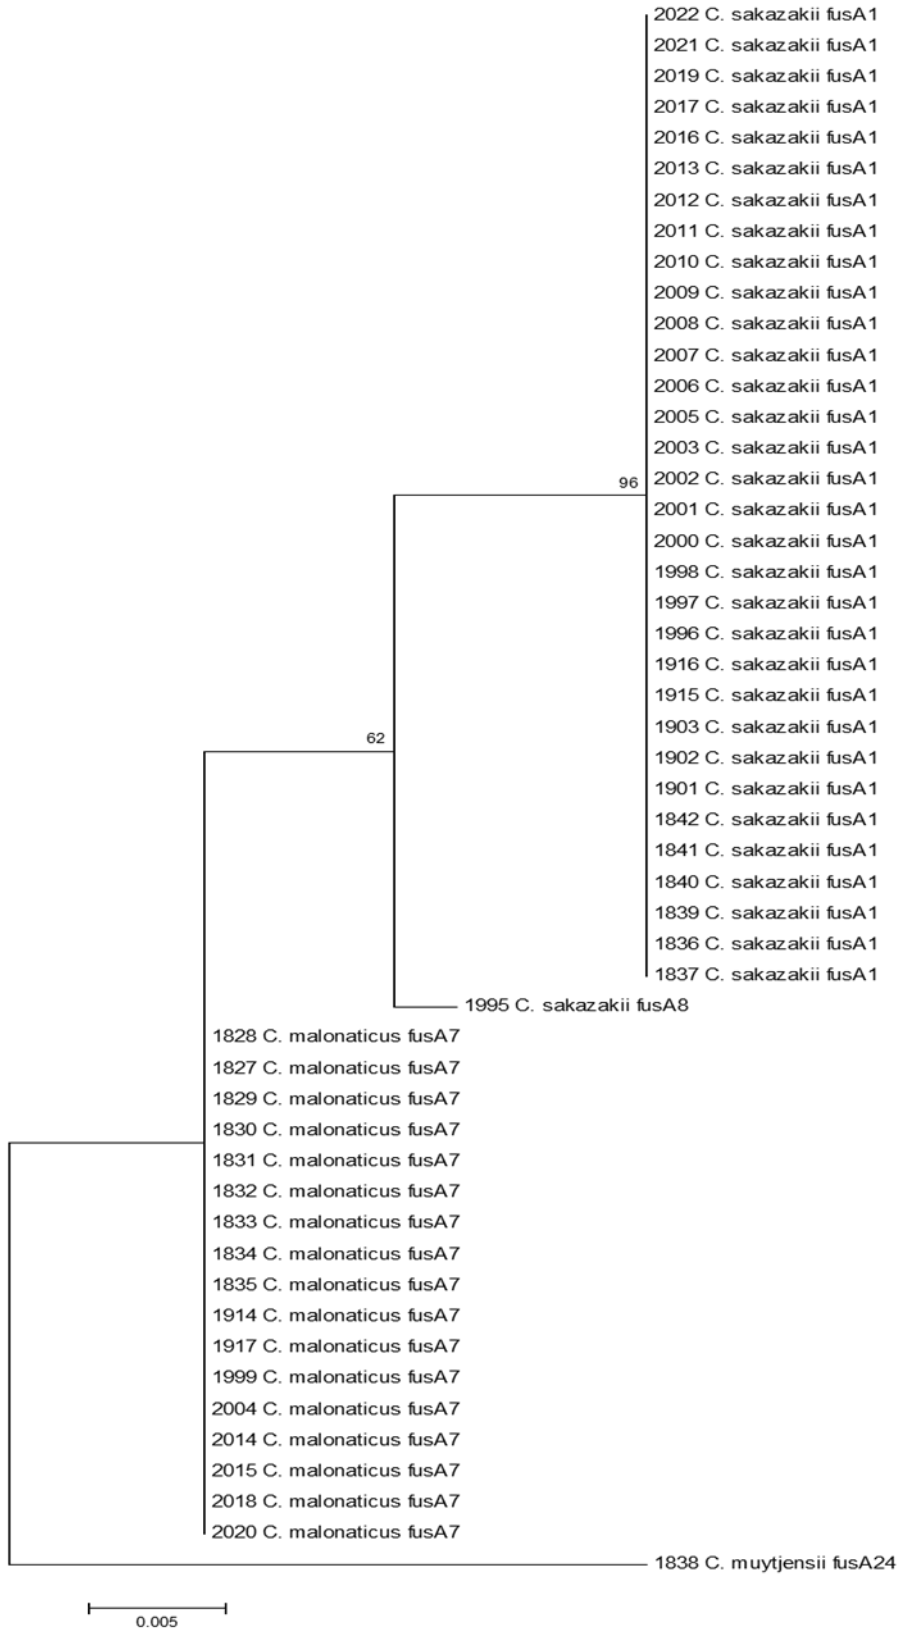 2022 C. sakazakii fusA1
2021 C. sakazakii fusA1
2019 C. sakazakii fusA1
2017 C. sakazakii fusA1
2016 C. sakazakii fusA1
2013 C. sakazakii fusA1
2012 C. sakazakii fusA1
2011 C. sakazakii fusA1
2010 C. sakazakii fusA1
2009 C. sakazakii fusA1
2008 C. sakazakii fusA1
2007 C. sakazakii fusA1
2006 C. sakazakii fusA1
2005 C. sakazakii fusA1
2003 C. sakazakii fusA1
96
2002 C. sakazakii fusA1
2001 C. sakazakii fusA1
2000 C. sakazakii fusA1
1998 C. sakazakii fusA1
1997 C. sakazakii fusA1
1996 C. sakazakii fusA1
1916 C. sakazakii fusA1
1915 C. sakazakii fusA1
1903 C. sakazakii fusA1
62
1902 C. sakazakii fusA1
1901 C. sakazakii fusA1
1842 C. sakazakii fusA1
1841 C. sakazakii fusA1
1840 C. sakazakii fusA1
1839 C. sakazakii fusA1
1836 C. sakazakii fusA1
1837 C. sakazakii fusA1
1995 C. sakazakii fusA8
1828 C. malonaticus fusA7
1827 C. malonaticus fusA7
1829 C. malonaticus fusA7
1830 C. malonaticus fusA7
1831 C. malonaticus fusA7
1832 C. malonaticus fusA7
1833 C. malonaticus fusA7
1834 C. malonaticus fusA7
1835 C. malonaticus fusA7
1914 C. malonaticus fusA7
1917 C. malonaticus fusA7
1999 C. malonaticus fusA7
2004 C. malonaticus fusA7
2014 C. malonaticus fusA7
2015 C. malonaticus fusA7
2018 C. malonaticus fusA7
2020 C. malonaticus fusA7
1838 C. muytjensii fusA24
0.005